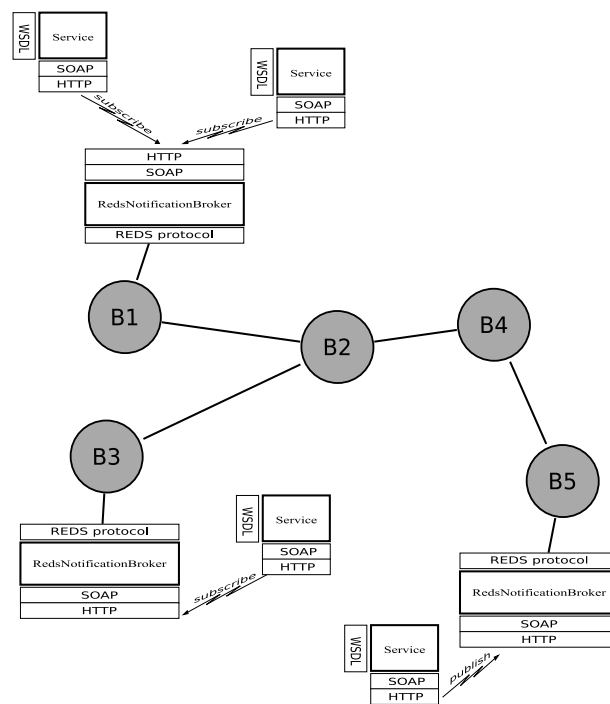 WSDL
Service
SOAP
HTTP
WSDL
Service
SOAP
HTTP
subscribe
subscribe
HTTP
SOAP
RedsNotificationBroker
REDS protocol
B1
B2
B4
B3
B5
REDS protocol
RedsNotificationBroker
SOAP
HTTP
WSDL
Service
SOAP
HTTP
subscribe
REDS protocol
RedsNotificationBroker
SOAP
HTTP
WSDL
Service
SOAP
HTTP
publish